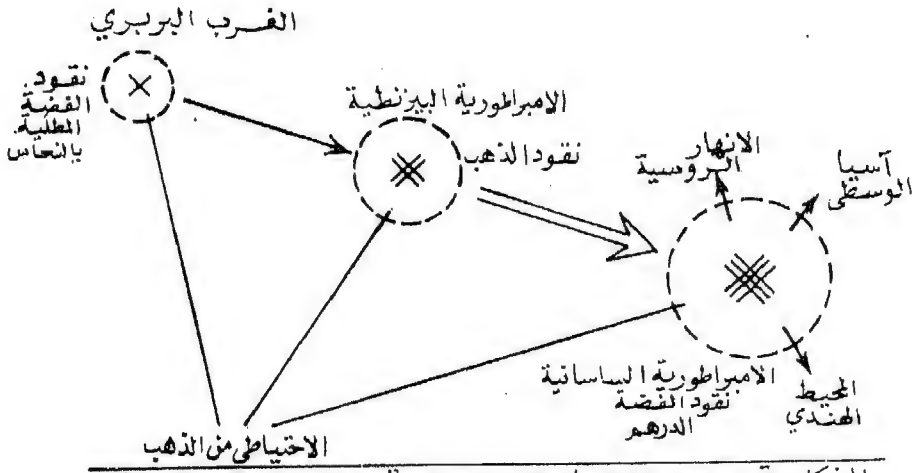 الغرب البربري
نقود
الفضة
المطلية
بالنحاس
الامبراطورية البيزنطية
نقود الذهب
الانهار
الروسية
آسيا
الوسطى
الامبراطورية الساسانية
نقود الفضة
الدرهم
المحيط
الهندي
الاحتياطي من الذهب